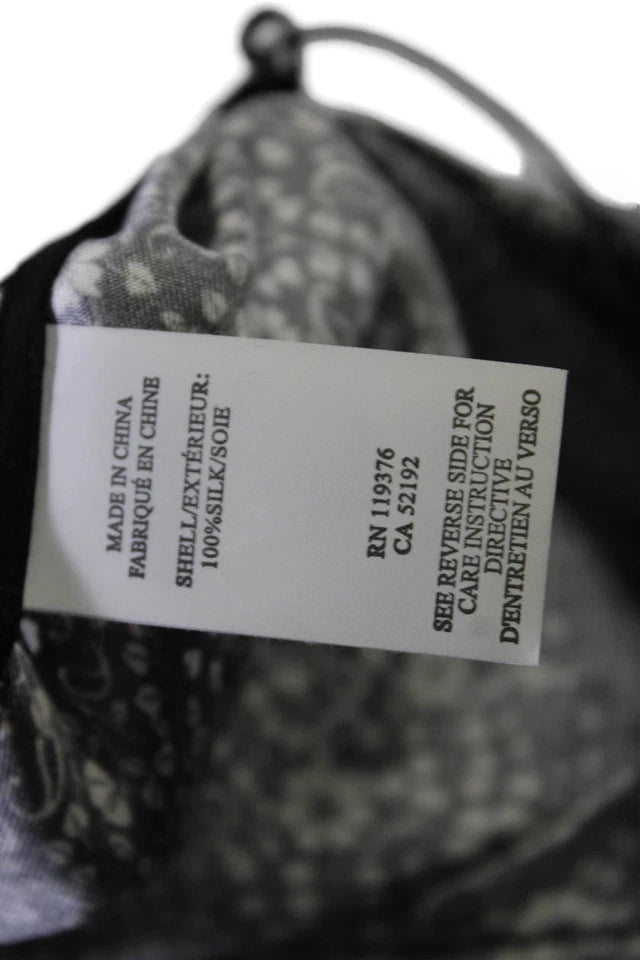 MADE IN CHINA
FABRIQUÉ EN CHINE
SHELL/EXTÉRIEUR:
100%SILK/SOIE
RN 119376
CA 52192
SEE REVERSE SIDE FOR
CARE INSTRUCTION
DIRECTIVE
D'ENTRETIEN AU VERSO